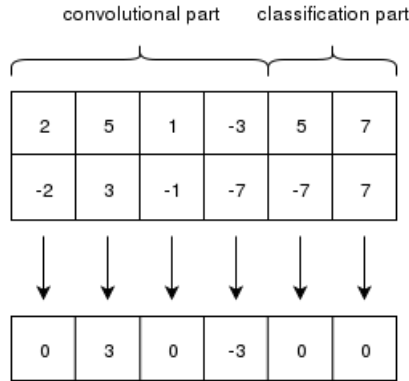 convolutional part classification part
2 5 1 -3 5 7
-2 3 -1 -7 -7 7
0 3 0 -3 0 0